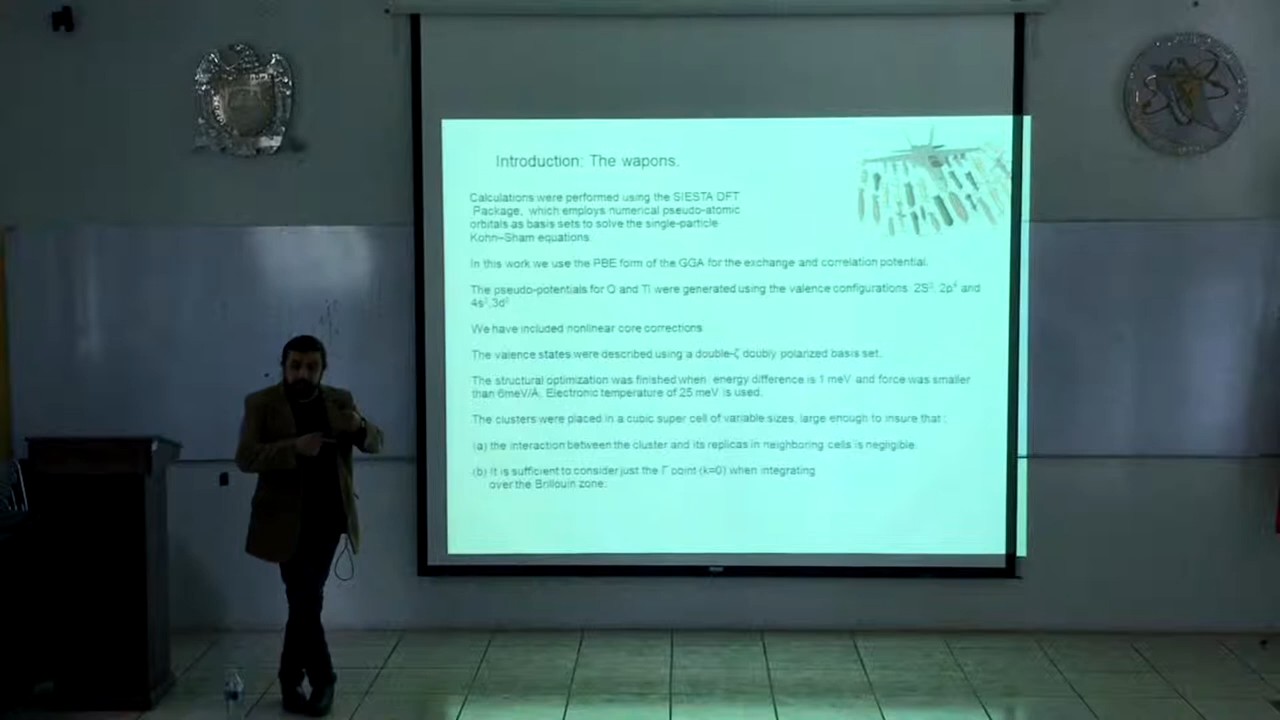 Introduction: The wapons.
Calculations were performed using the SIESTA DFT
Package, which employs numerical pseudo-atomic
orbitals as basis sets to solve the single-particle
Kohn–Sham equations.
In this work we use the PBE form of the GGA for the exchange and correlation potential.
The pseudo-potentials for O and Ti were generated using the valence configurations and
We have included nonlinear core corrections
The valence states were described using a double-ζ doubly polarized basis set.
The structural optimization was finished when energy difference is 1 meV and force was smaller
than 6meV/Å. Electronic temperature of 25 meV is used.
The clusters were placed in a cubic super cell of variable sizes, large enough to insure that :
(a) the interaction between the cluster and its replicas in neighboring cells is negligible.
(b) It is sufficient to consider just the Γ point (k=0) when integrating
over the Brillouin zone.